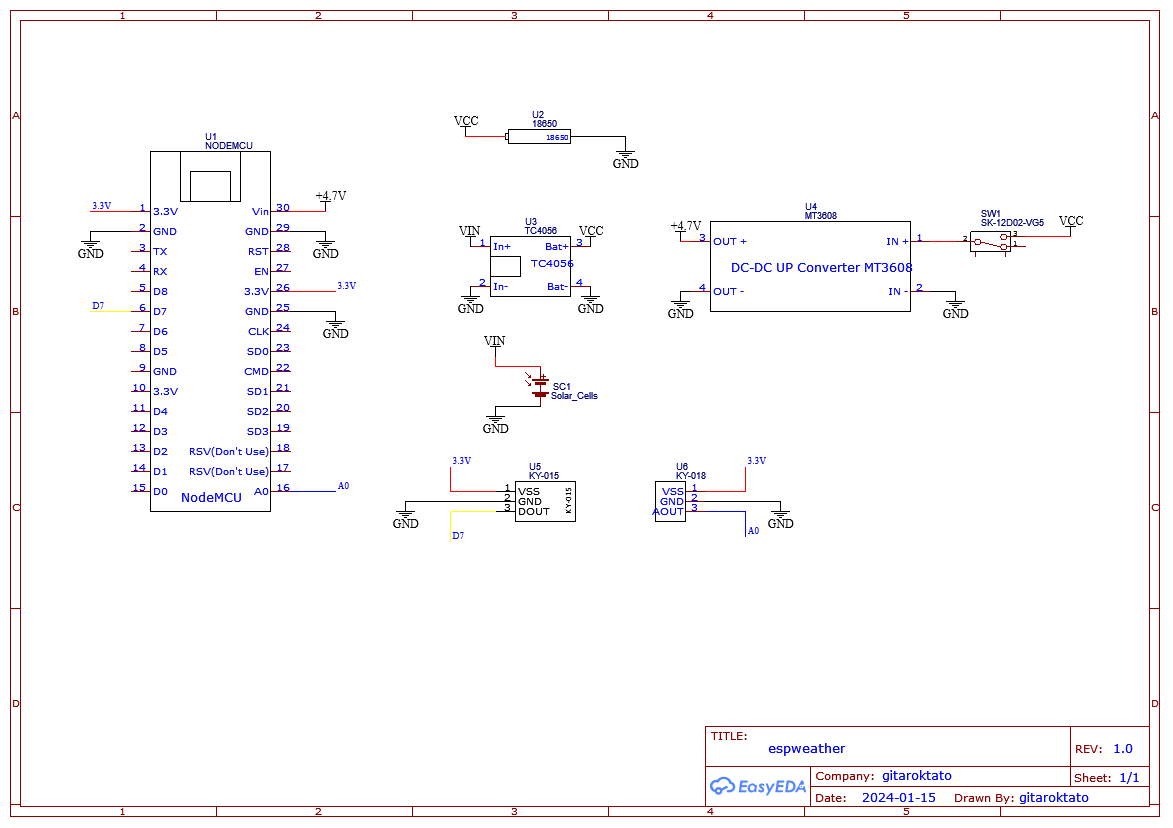 1 2 3 4 5
A A
B B
C C
D D
U1
NODEMCU
3.3V 1 3.3V
2 GND
GND
3 TX
4 RX
5 D8
D7 6 D7
7 D6
8 D5
9 GND
10 3.3V
11 D4
12 D3
13 D2
14 D1
15 D0
NodeMCU
Vin 30 +4.7V
GND 29
GND
RST 28
EN 27
3.3V 26 3.3V
GND 25
GND
CLK 24
SD0 23
CMD 22
SD1 21
SD2 20
SD3 19
RSV(Don't Use) 18
RSV(Don't Use) 17
A0 16 A0
VCC
U2
18650
18650
GND
U3
TC4056
VIN
1 In+
2 In-
GND
TC4056
Bat+ 3
VCC
Bat- 4
GND
U4
MT3608
+4.7V
3 OUT +
4 OUT -
GND
DC-DC UP Converter MT3608
IN + 1
IN - 2
GND
SW1
SK-12D02-VG5
2
3
1
VCC
VIN
+
SC1
Solar_Cells
GND
3.3V
U5
KY-015
1 VSS
2 GND
3 DOUT
KY-015
GND
D7
U6
KY-018
3.3V
VSS 1
GND 2
AOUT 3
GND
A0
TITLE:
espweather
REV: 1.0
EasyEDA
Company: gitaroktato
Sheet: 1/1
Date: 2024-01-15
Drawn By: gitaroktato
1 2 3 4 5